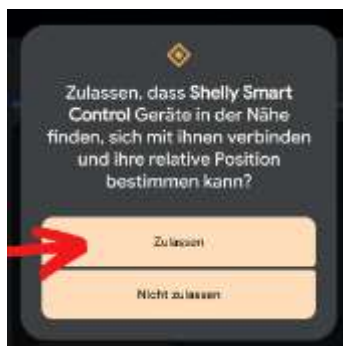 Zulassen, dass Shelly Smart
Control Geräte in der Nähe
finden, sich mit ihnen verbinden
und ihre relative Position
bestimmen kann?
Zulassen
Nicht zulassen